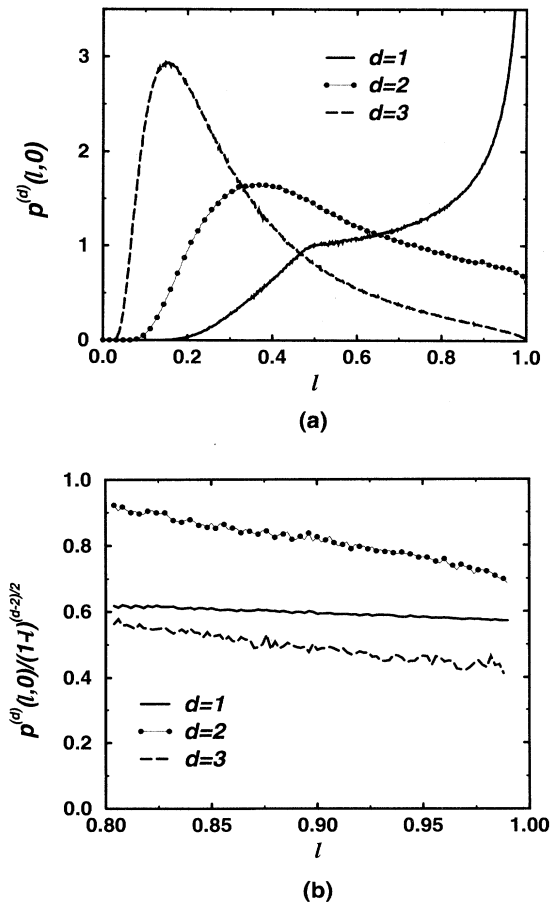 3
2
1
0
p(d)(l,0)
d=1
d=2
d=3
0.0 0.2 0.4 0.6 0.8 1.0
l
(a)
1.0
0.8
0.6
0.4
0.2
0.0
p(d)(l,0)/(1-l)(d-2)/2
d=1
d=2
d=3
0.80 0.85 0.90 0.95 1.00
l
(b)